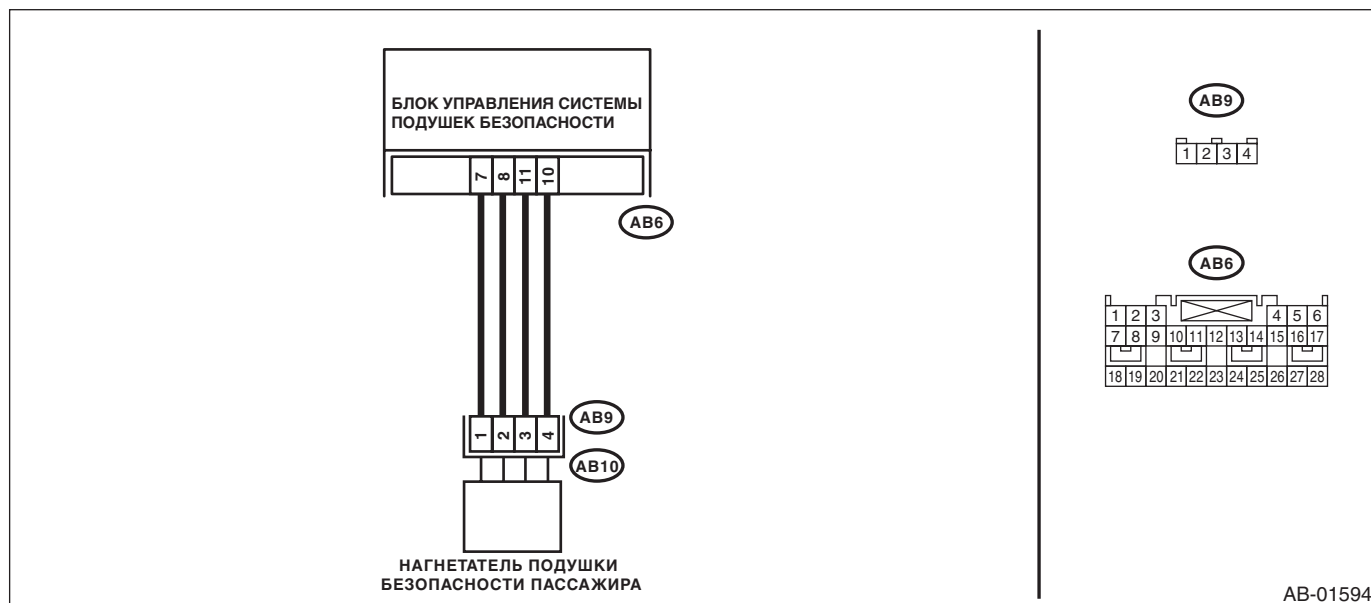 БЛОК УПРАВЛЕНИЯ СИСТЕМЫ
ПОДУШЕК БЕЗОПАСНОСТИ
7 8 11 10
AB6
1 2 3 4
AB9
AB10
НАГНЕТАТЕЛЬ ПОДУШКИ
БЕЗОПАСНОСТИ ПАССАЖИРА
AB9
1 2 3 4
AB6
1 2 3 4 5 6
7 8 9 10 11 12 13 14 15 16 17
18 19 20 21 22 23 24 25 26 27 28
AB-01594